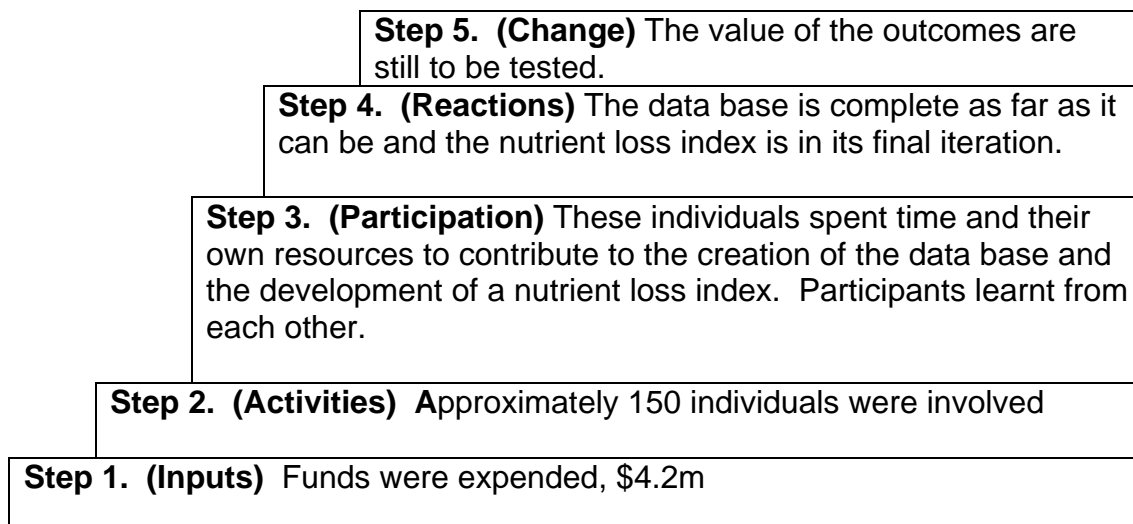 Step 5. (Change) The value of the outcomes are
still to be tested.
Step 4. (Reactions) The data base is complete as far as it
can be and the nutrient loss index is in its final iteration.
Step 3. (Participation) These individuals spent time and their
own resources to contribute to the creation of the data base and
the development of a nutrient loss index. Participants learnt from
each other.
Step 2. (Activities) Approximately 150 individuals were involved
Step 1. (Inputs) Funds were expended, $4.2m